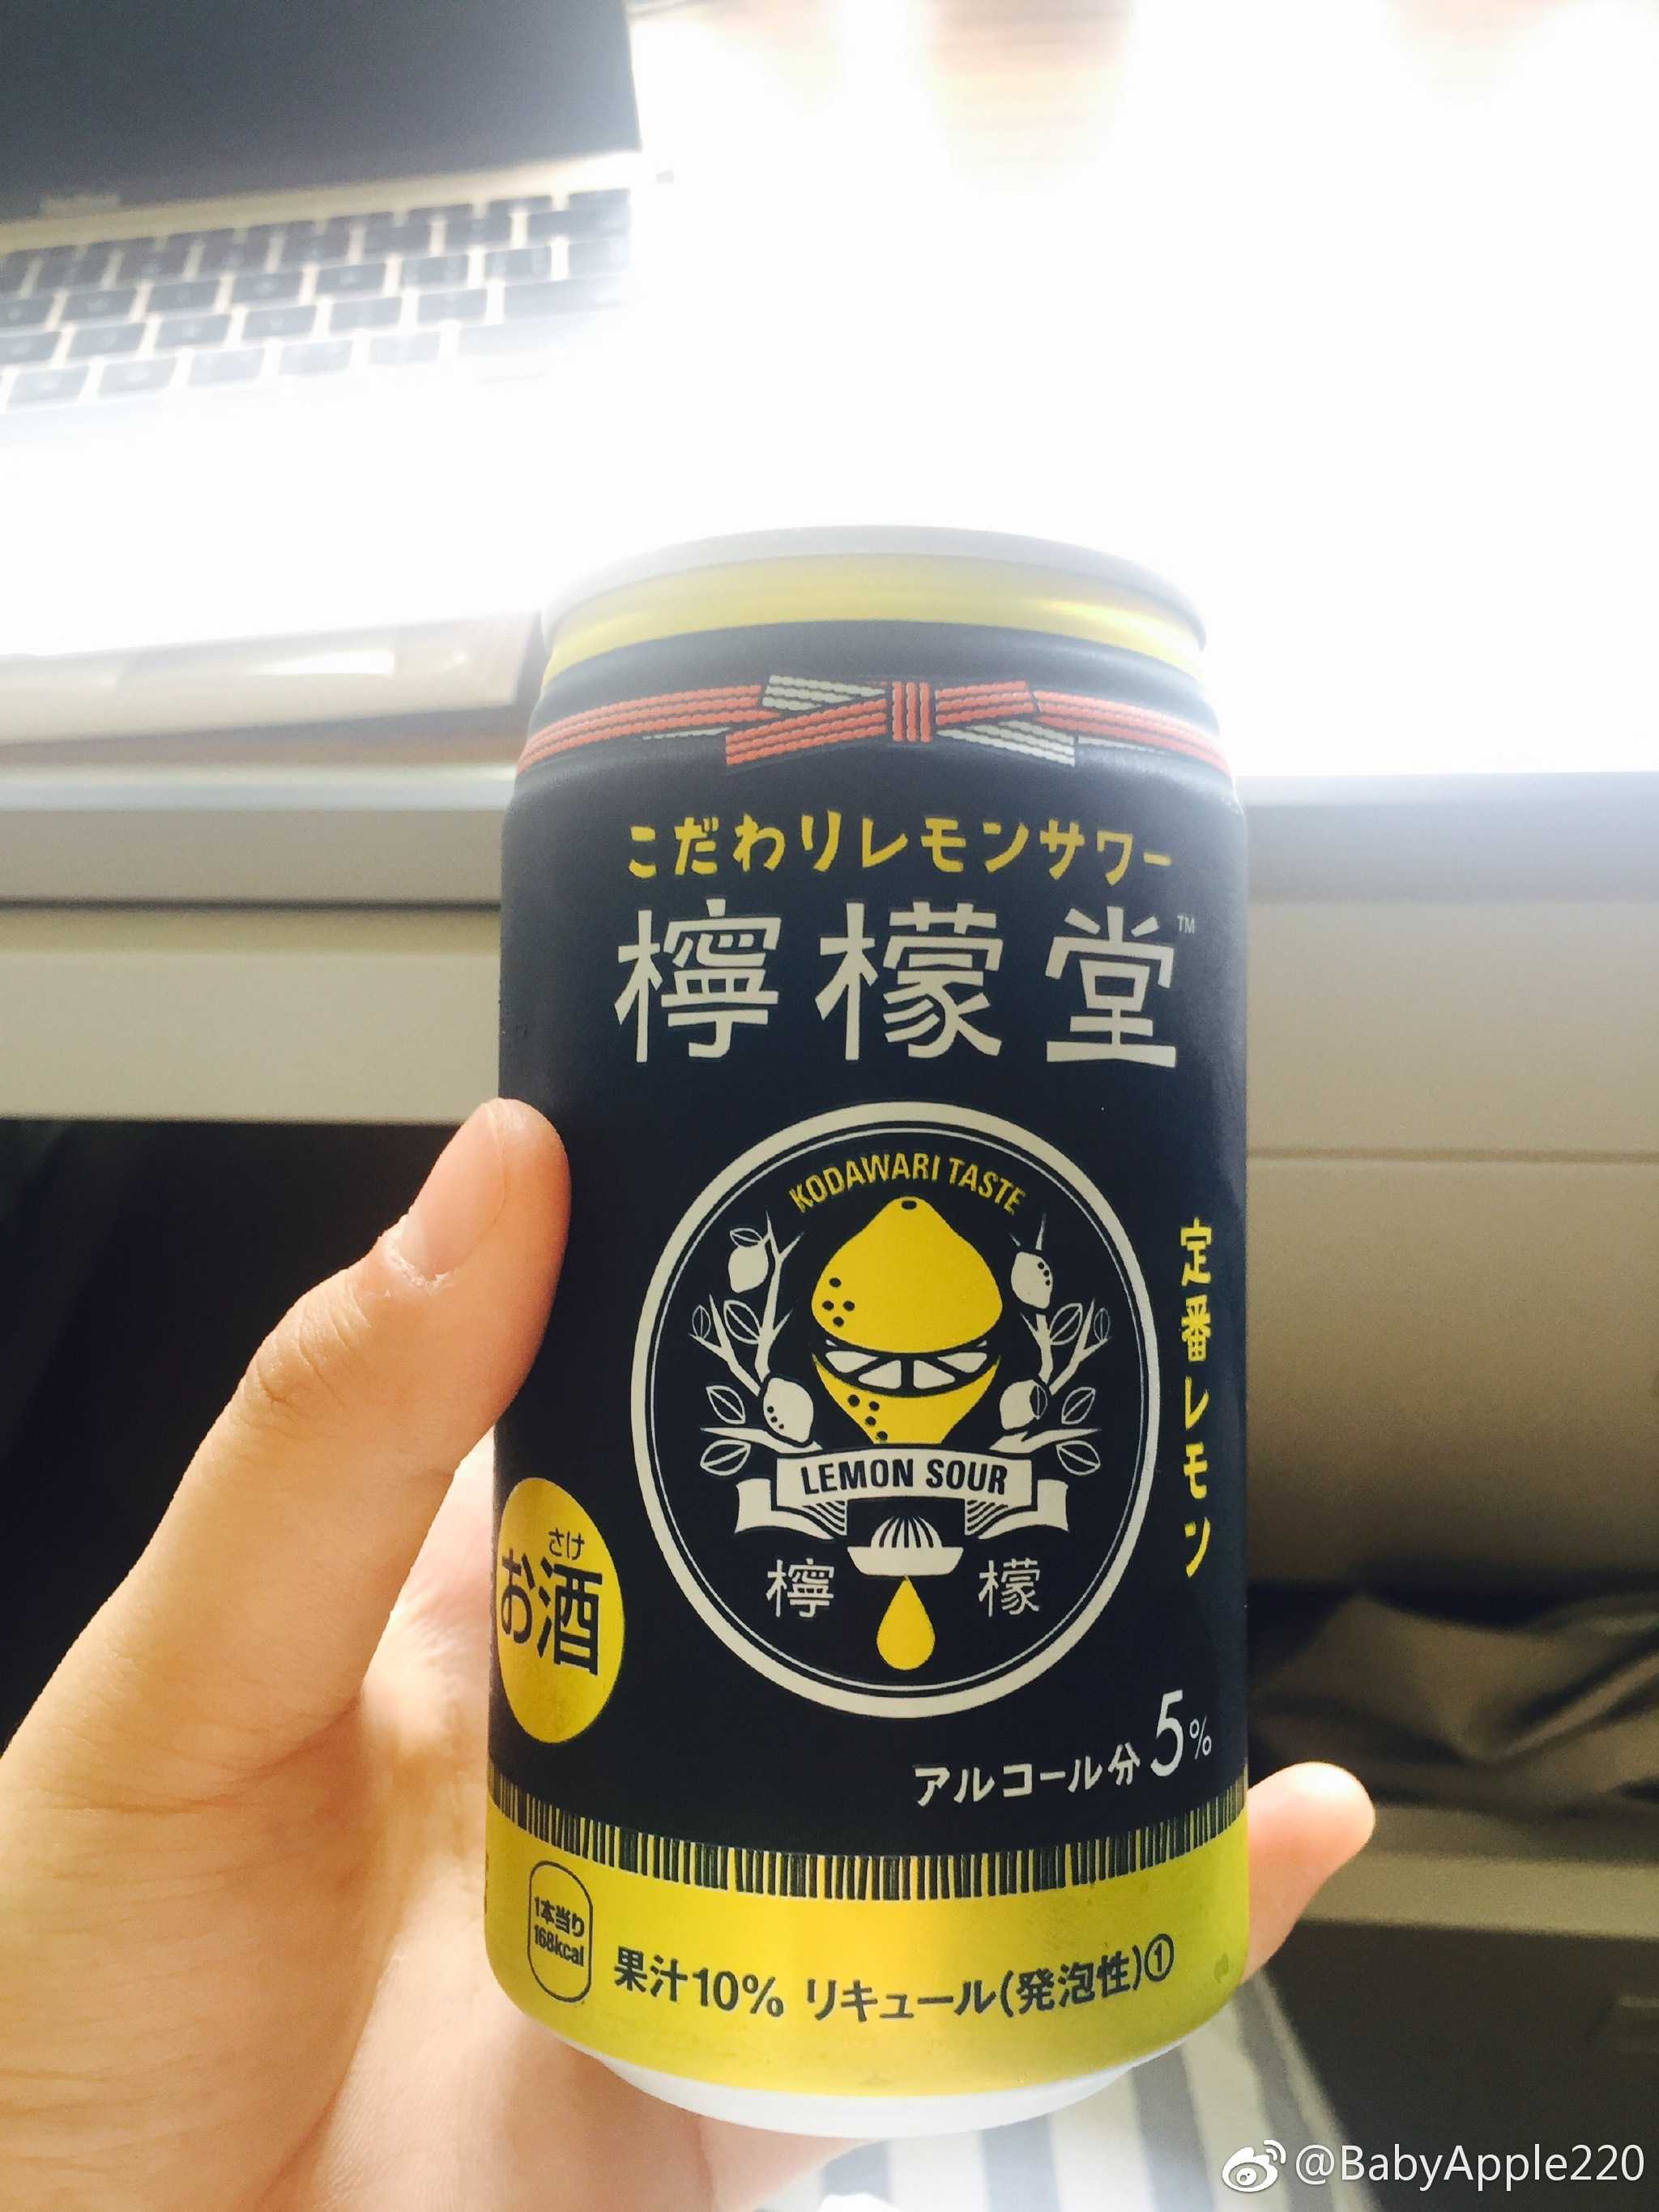 こだわりレモンサワー
檸檬堂™
KODAWARI TASTE
定番レモン
LEMON SOUR
檸檬
さけ
お酒
アルコール分5%
1本当り
168kcal
果汁10% リキュール(発泡性)①
@BabyApple220